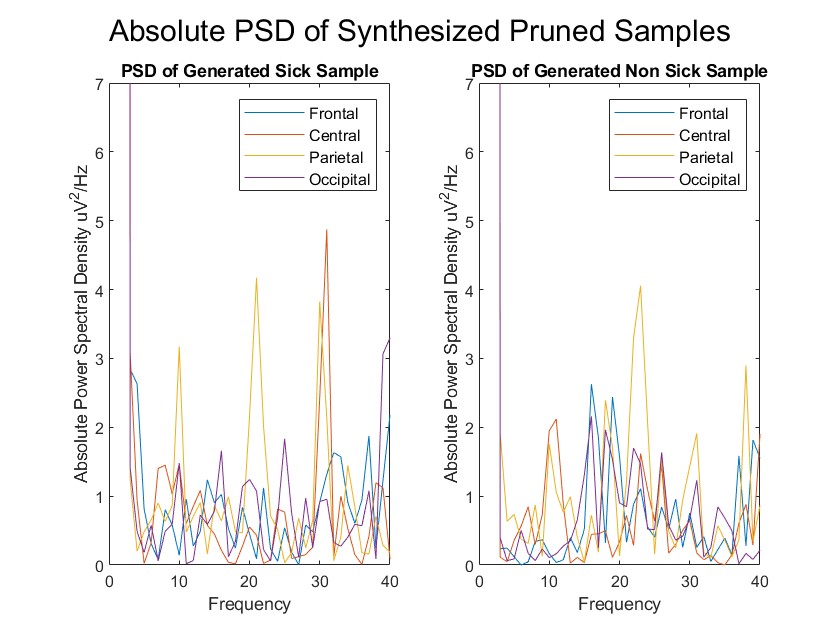 Absolute PSD of Synthesized Pruned Samples
PSD of Generated Sick Sample
Absolute Power Spectral Density uV²/Hz
7
6
5
4
3
2
1
0
Frontal
Central
Parietal
Occipital
0 10 20 30 40
Frequency
PSD of Generated Non Sick Sample
Absolute Power Spectral Density uV²/Hz
7
6
5
4
3
2
1
0
Frontal
Central
Parietal
Occipital
0 10 20 30 40
Frequency